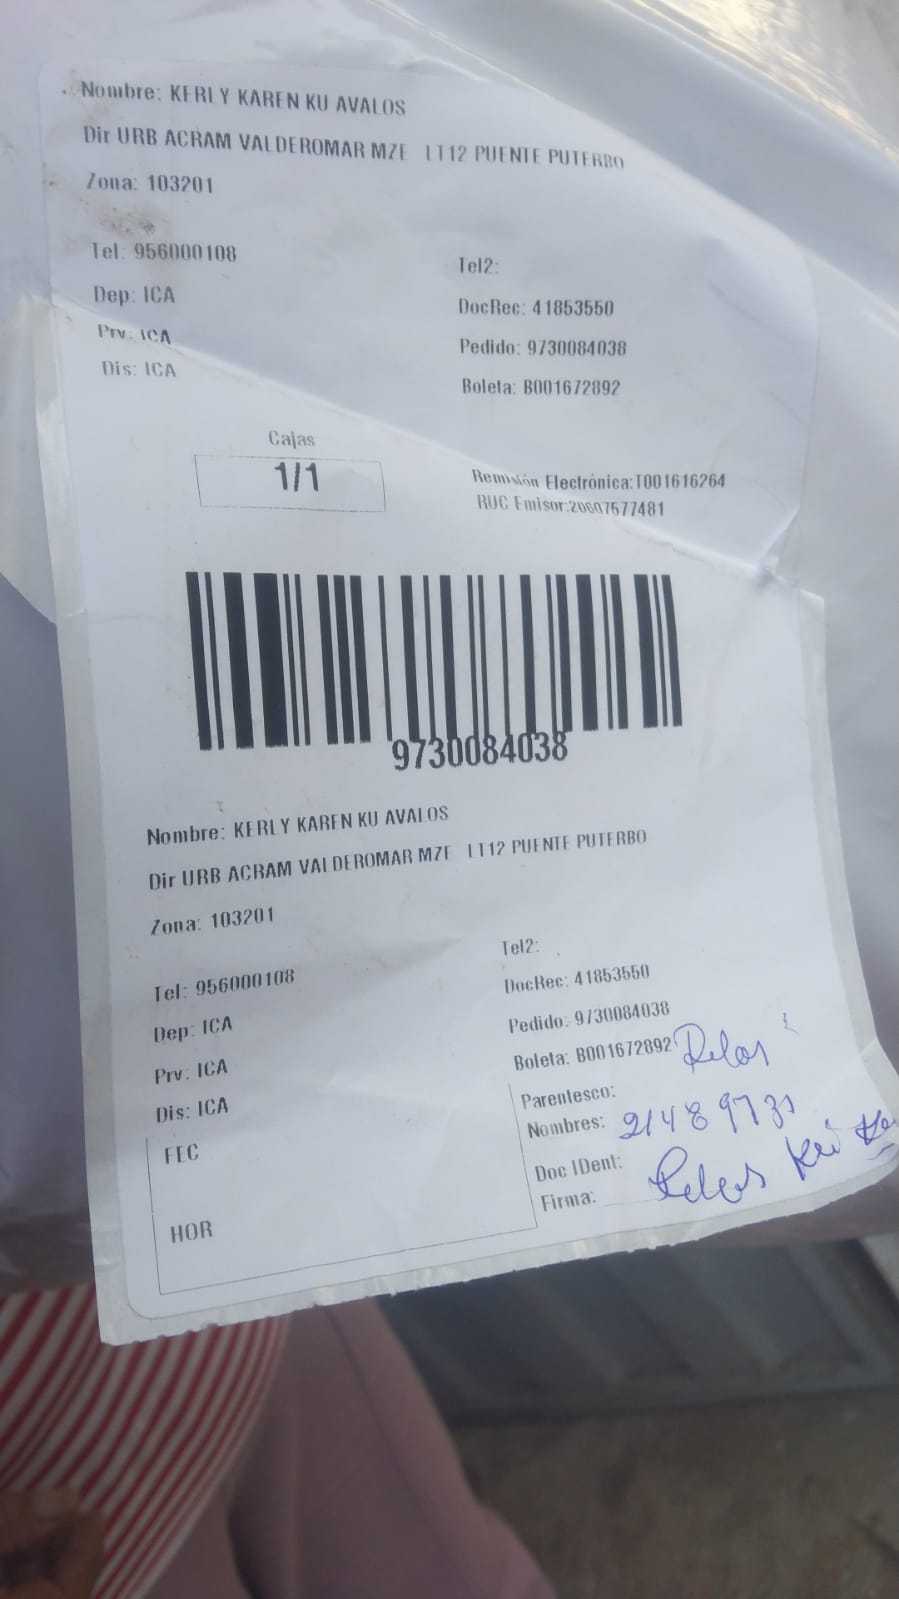 Nombre: KERLY KAREN KU AVALOS
Dir URB ACRAM VALDEROMAR MZE LT12 PUENTE PUTERBO
Zona: 103201
Tel: 956000108
Tel2:
Dep: ICA
DocRec: 41853550
Prv: ICA
Pedido: 9730084038
Dis: ICA
Boleta: B001672892
Cajas
1/1
Remisión Electrónica:T001616264
RUC Emisor:20607577481
9730084038
Nombre: KERLY KAREN KU AVALOS
Dir URB ACRAM VALDEROMAR MZE LT12 PUENTE PUTERBO
Zona: 103201
Tel2:
Tel: 956000108
DocRec: 41853550
Dep: ICA
Pedido: 9730084038
Prv: ICA
Boleta: B001672892
Dis: ICA
Parentesco:
FEC
Nombres:
Doc IDent:
Firma:
HOR